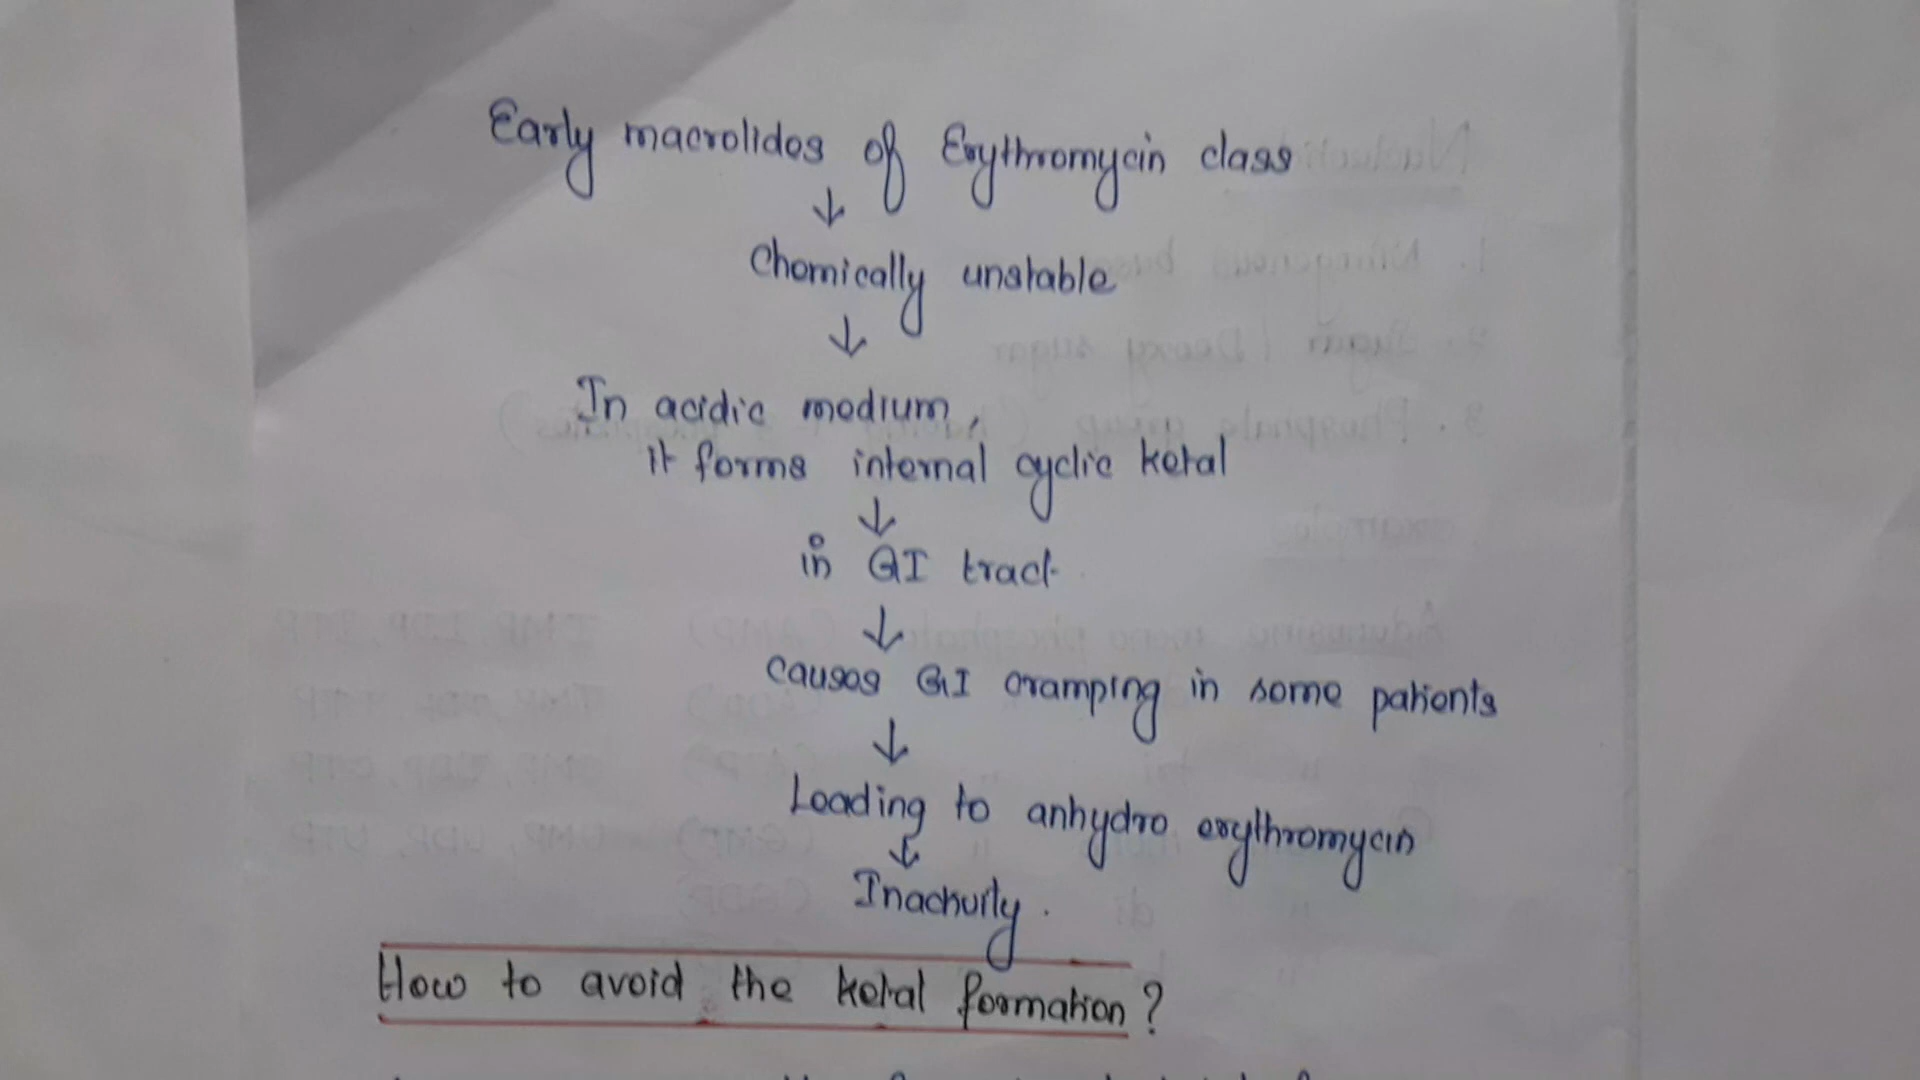 Early macrolides of Erythromycin class
↓
Chemically unstable
↓
In acidic medium,
it forms internal cyclic ketal
↓
in GI tract
↓
causes GI cramping in some patients
↓
Leading to anhydro erythromycin
↓
Inactivity.
How to avoid the ketal formation?